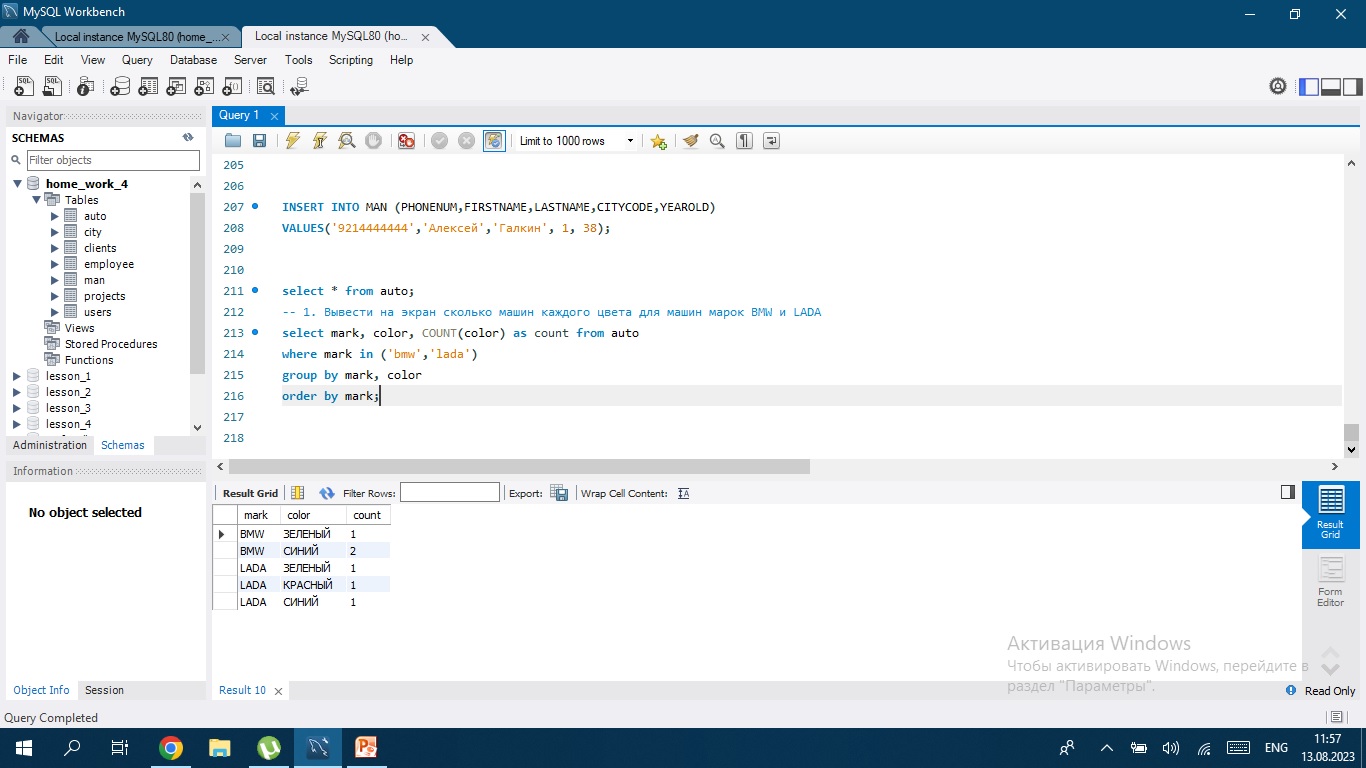 MySQL Workbench
Local instance MySQL80 (home_...
Local instance MySQL80 (ho...
File Edit View Query Database Server Tools Scripting Help
Navigator
SCHEMAS
Filter objects
home_work_4
Tables
auto
city
clients
employee
man
projects
users
Views
Stored Procedures
Functions
lesson_1
lesson_2
lesson_3
lesson_4
Administration Schemas
Information
No object selected
Object Info Session
Query 1
Limit to 1000 rows
205
206
207 INSERT INTO MAN (PHONENUM,FIRSTNAME,LASTNAME,CITYCODE,YEAROLD)
208 VALUES('9214444444','Алексей','Галкин', 1, 38);
209
210
211 select * from auto;
212 -- 1. Вывести на экран сколько машин каждого цвета для машин марок BMW и LADA
213 select mark, color, COUNT(color) as count from auto
214 where mark in ('bmw','lada')
215 group by mark, color
216 order by mark;
217
218
Result Grid Filter Rows: Export: Wrap Cell Content:
mark color count
BMW ЗЕЛЕНЫЙ 1
BMW СИНИЙ 2
LADA ЗЕЛЕНЫЙ 1
LADA КРАСНЫЙ 1
LADA СИНИЙ 1
Result
Grid
Form
Editor
Активация Windows
Чтобы активировать Windows, перейдите в
раздел "Параметры".
Result 10
Read Only
Query Completed
ENG
11:57
13.08.2023